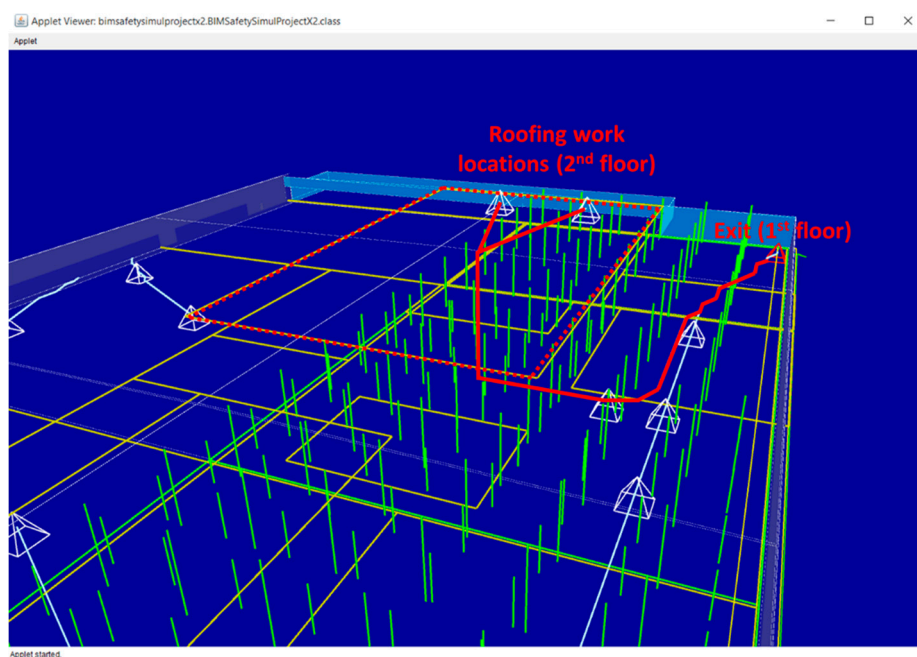 Applet Viewer: bimsafetysimulprojectx2.BIMSafetySimulProjectX2.class
Applet
Roofing work
locations (2nd floor)
Exit (1st floor)
Applet started.